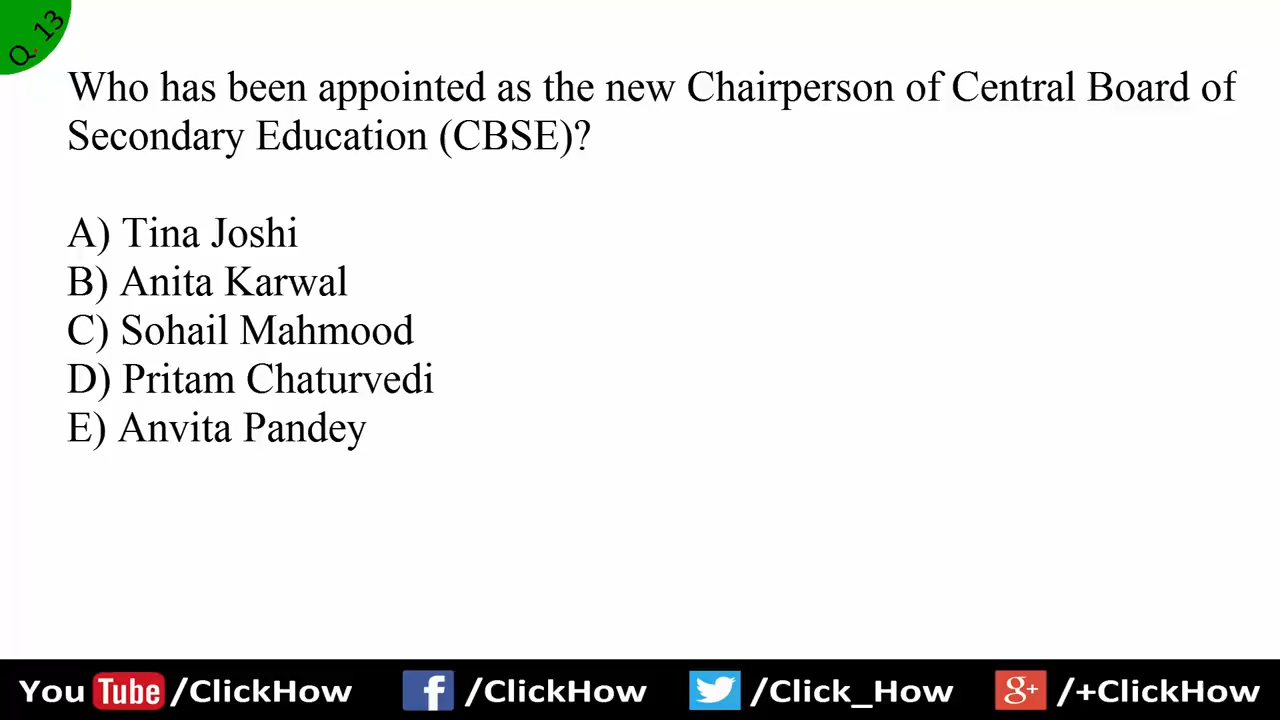 Q. 13
Who has been appointed as the new Chairperson of Central Board of
Secondary Education (CBSE)?
A) Tina Joshi
B) Anita Karwal
C) Sohail Mahmood
D) Pritam Chaturvedi
E) Anvita Pandey
You Tube /ClickHow f /ClickHow /Click_How g+ /+ClickHow